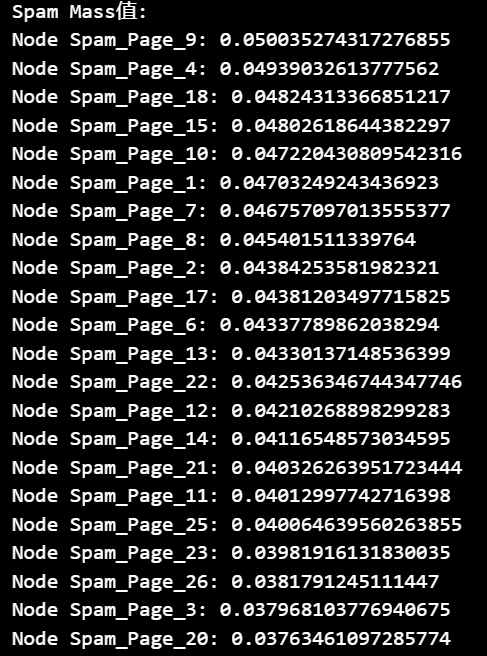 Spam Mass值:
Node Spam_Page_9: 0.050035274317276855
Node Spam_Page_4: 0.04939032613777562
Node Spam_Page_18: 0.04824313366851217
Node Spam_Page_15: 0.04802618644382297
Node Spam_Page_10: 0.047220430809542316
Node Spam_Page_1: 0.04703249243436923
Node Spam_Page_7: 0.046757097013555377
Node Spam_Page_8: 0.045401511339764
Node Spam_Page_2: 0.04384253581982321
Node Spam_Page_17: 0.04381203497715825
Node Spam_Page_6: 0.04337789862038294
Node Spam_Page_13: 0.04330137148536399
Node Spam_Page_22: 0.042536346744347746
Node Spam_Page_12: 0.04210268898299283
Node Spam_Page_14: 0.04116548573034595
Node Spam_Page_21: 0.040326263951723444
Node Spam_Page_11: 0.04012997742716398
Node Spam_Page_25: 0.040064639560263855
Node Spam_Page_23: 0.03981916131830035
Node Spam_Page_26: 0.0381791245111447
Node Spam_Page_3: 0.037968103776940675
Node Spam_Page_20: 0.03763461097285774